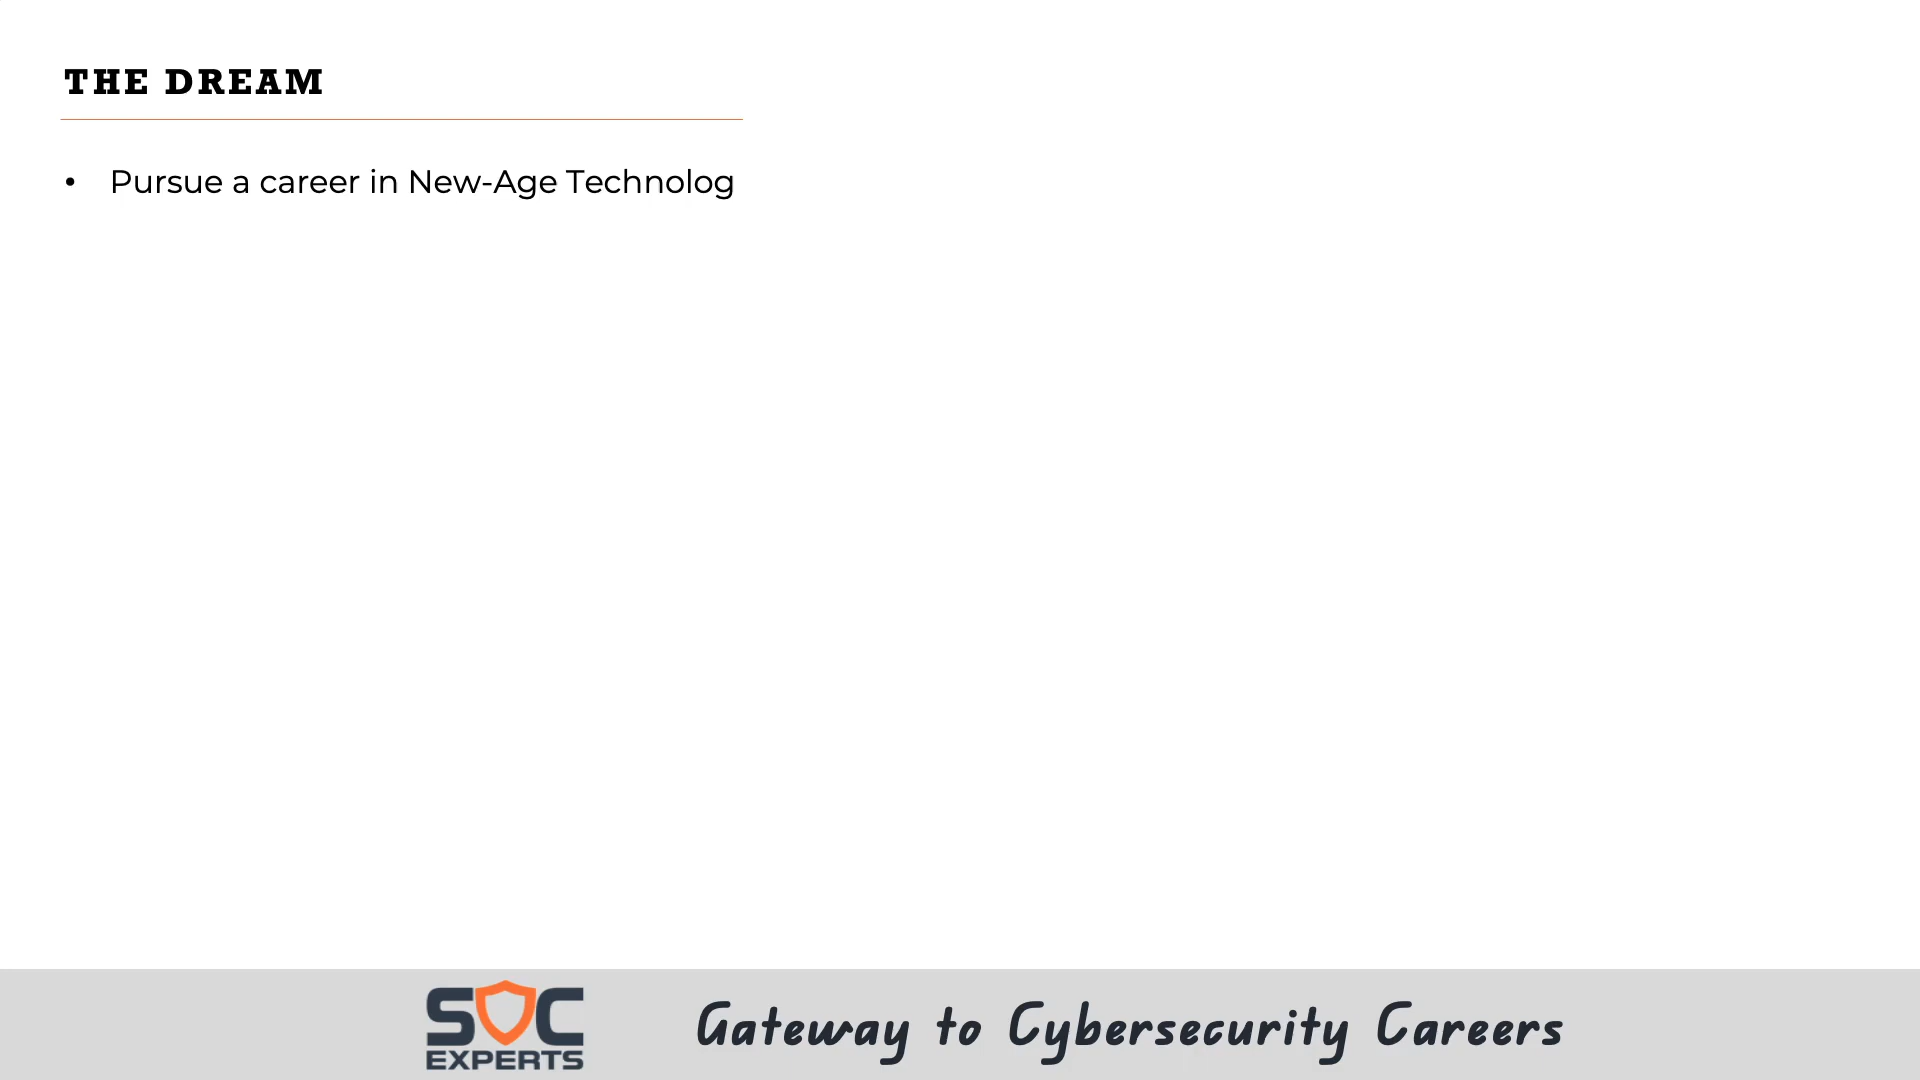 THE DREAM
• Pursue a career in New-Age Technolog
SOC
EXPERTS
Gateway to Cybersecurity Careers